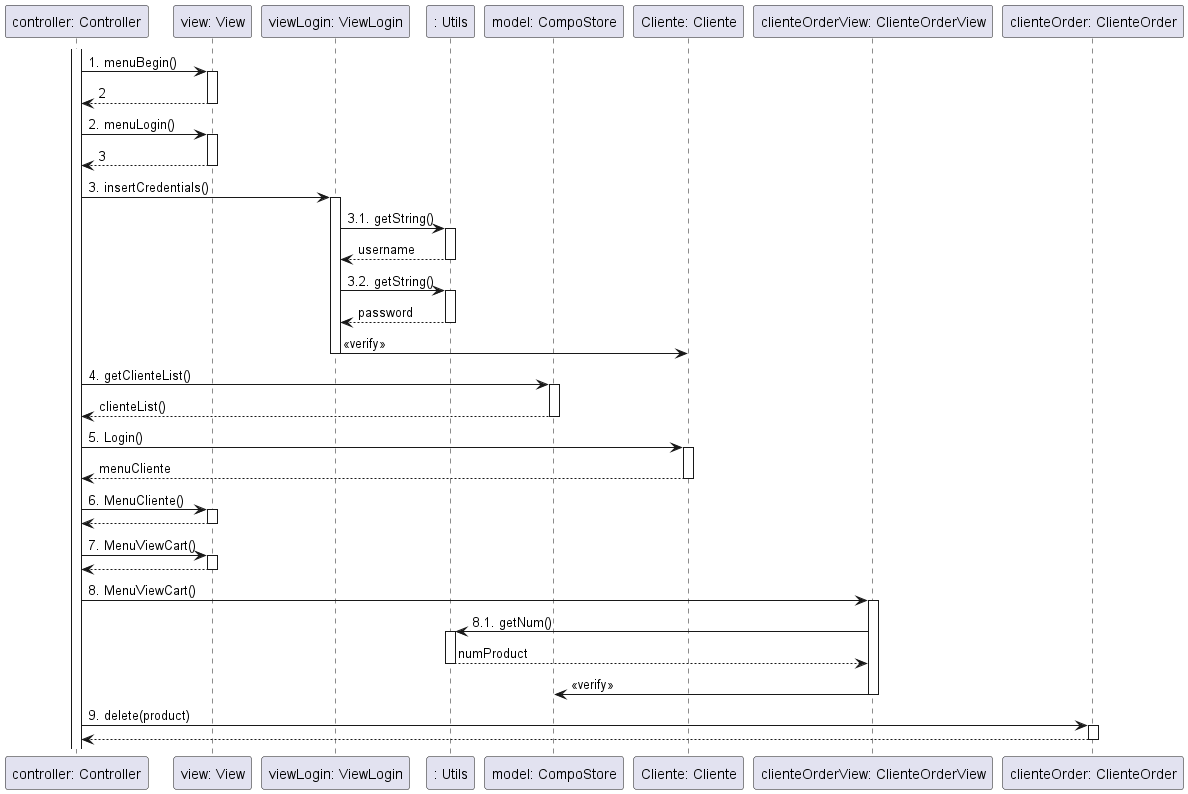 controller: Controller
view: View
viewLogin: ViewLogin
: Utils
model: CompoStore
Cliente: Cliente
clienteOrderView: ClienteOrderView
clienteOrder: ClienteOrder
1. menuBegin()
2
2. menuLogin()
3
3. insertCredentials()
3.1. getString()
username
3.2. getString()
password
«verify»
4. getClienteList()
clienteList()
5. Login()
menuCliente
6. MenuCliente()
7. MenuViewCart()
8. MenuViewCart()
8.1. getNum()
numProduct
«verify»
9. delete(product)
controller: Controller
view: View
viewLogin: ViewLogin
: Utils
model: CompoStore
Cliente: Cliente
clienteOrderView: ClienteOrderView
clienteOrder: ClienteOrder